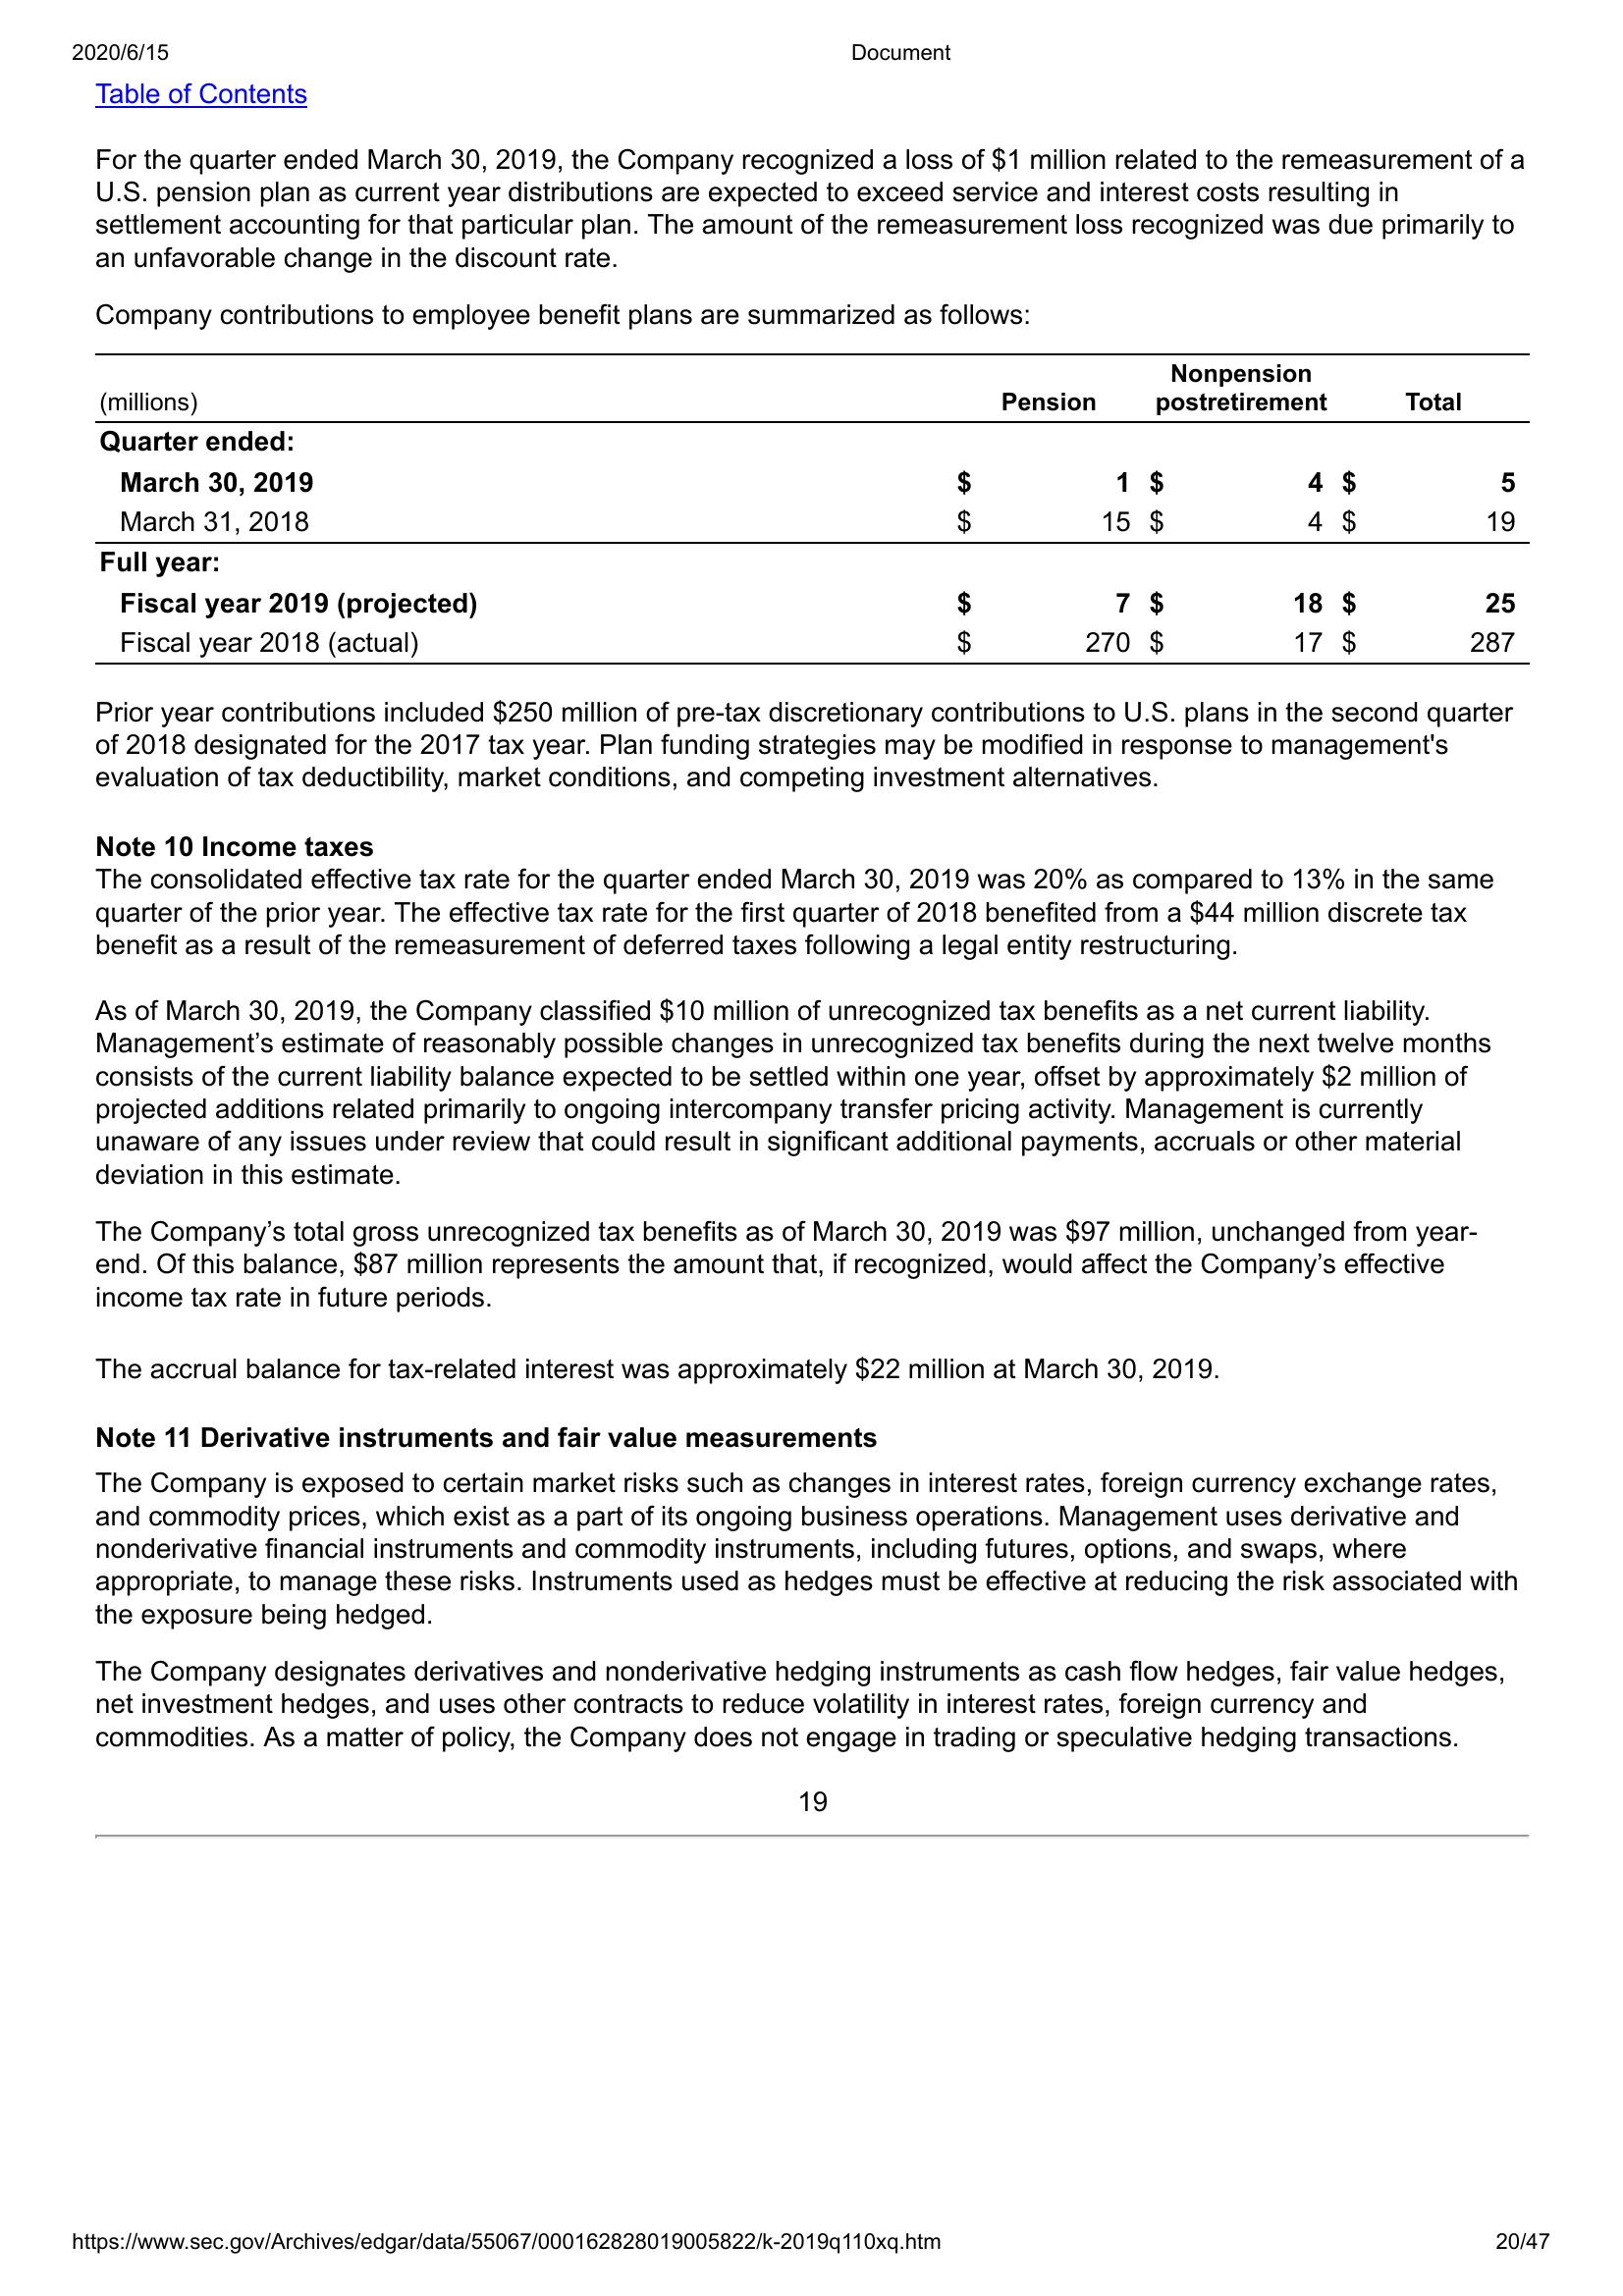 2020/6/15 Document
Table of Contents
For the quarter ended March 30, 2019, the Company recognized a loss of $1 million related to the remeasurement of a
U.S. pension plan as current year distributions are expected to exceed service and interest costs resulting in
settlement accounting for that particular plan. The amount of the remeasurement loss recognized was due primarily to
an unfavorable change in the discount rate.
Company contributions to employee benefit plans are summarized as follows:
Nonpension
(millions) Pension postretirement Total
Quarter ended:
March 30, 2019 $ 1 $ 4 $ 5
March 31, 2018 $ 15 $ 4 $ 19
Full year:
Fiscal year 2019 (projected) $ 7 $ 18 $ 25
Fiscal year 2018 (actual) $ 270 $ 17 $ 287
Prior year contributions included $250 million of pre-tax discretionary contributions to U.S. plans in the second quarter
of 2018 designated for the 2017 tax year. Plan funding strategies may be modified in response to management's
evaluation of tax deductibility, market conditions, and competing investment alternatives.
Note 10 Income taxes
The consolidated effective tax rate for the quarter ended March 30, 2019 was 20% as compared to 13% in the same
quarter of the prior year. The effective tax rate for the first quarter of 2018 benefited from a $44 million discrete tax
benefit as a result of the remeasurement of deferred taxes following a legal entity restructuring.
As of March 30, 2019, the Company classified $10 million of unrecognized tax benefits as a net current liability.
Management’s estimate of reasonably possible changes in unrecognized tax benefits during the next twelve months
consists of the current liability balance expected to be settled within one year, offset by approximately $2 million of
projected additions related primarily to ongoing intercompany transfer pricing activity. Management is currently
unaware of any issues under review that could result in significant additional payments, accruals or other material
deviation in this estimate.
The Company’s total gross unrecognized tax benefits as of March 30, 2019 was $97 million, unchanged from year-
end. Of this balance, $87 million represents the amount that, if recognized, would affect the Company’s effective
income tax rate in future periods.
The accrual balance for tax-related interest was approximately $22 million at March 30, 2019.
Note 11 Derivative instruments and fair value measurements
The Company is exposed to certain market risks such as changes in interest rates, foreign currency exchange rates,
and commodity prices, which exist as a part of its ongoing business operations. Management uses derivative and
nonderivative financial instruments and commodity instruments, including futures, options, and swaps, where
appropriate, to manage these risks. Instruments used as hedges must be effective at reducing the risk associated with
the exposure being hedged.
The Company designates derivatives and nonderivative hedging instruments as cash flow hedges, fair value hedges,
net investment hedges, and uses other contracts to reduce volatility in interest rates, foreign currency and
commodities. As a matter of policy, the Company does not engage in trading or speculative hedging transactions.
19
https://www.sec.gov/Archives/edgar/data/55067/000162828019005822/k-2019q110xq.htm 20/47